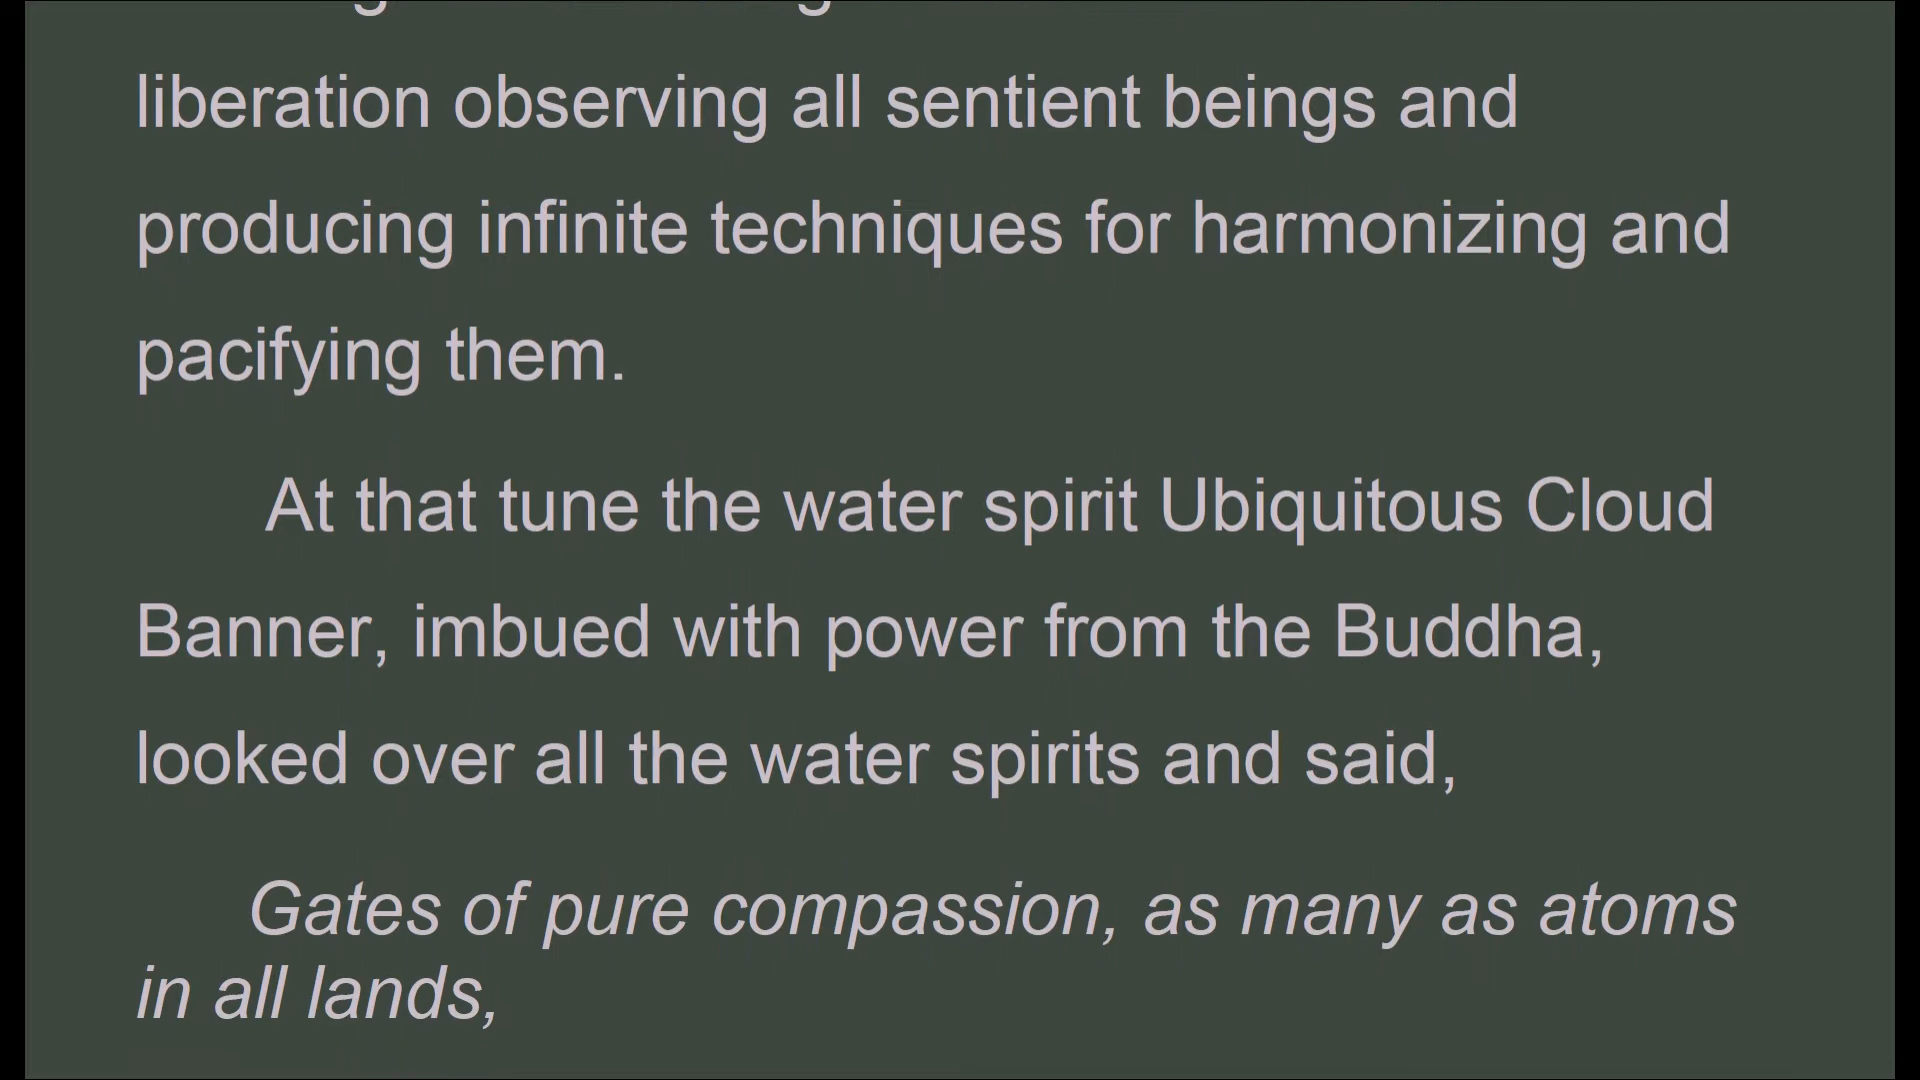 liberation observing all sentient beings and
producing infinite techniques for harmonizing and
pacifying them.
At that tune the water spirit Ubiquitous Cloud
Banner, imbued with power from the Buddha,
looked over all the water spirits and said,
Gates of pure compassion, as many as atoms
in all lands,